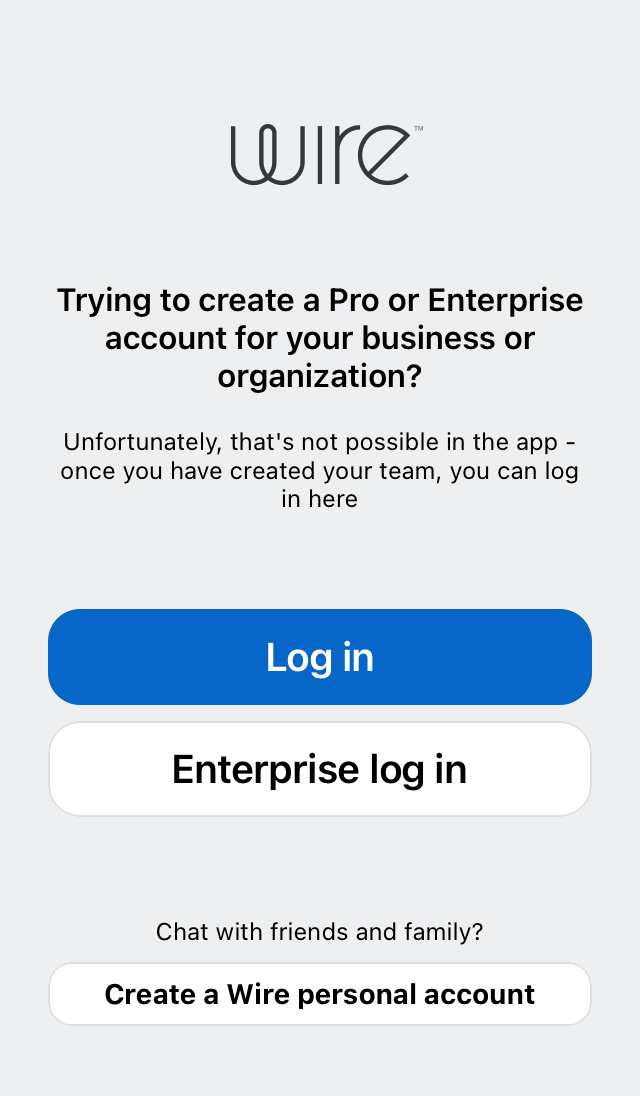 wire™
Trying to create a Pro or Enterprise
account for your business or
organization?
Unfortunately, that's not possible in the app -
once you have created your team, you can log
in here
Log in
Enterprise log in
Chat with friends and family?
Create a Wire personal account